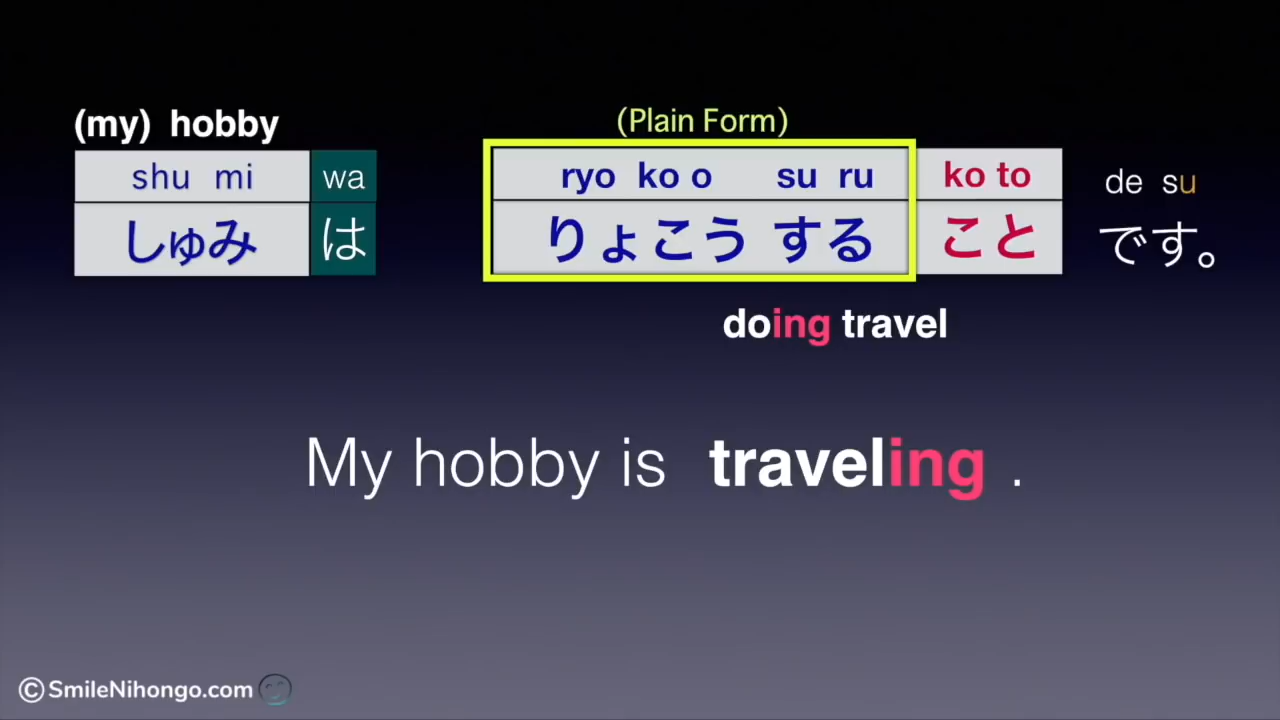 (my) hobby
(Plain Form)
shu mi wa ryo ko o su ru ko to de su
しゅみ は りょこう する こと です。
doing travel
My hobby is traveling .
©SmileNihongo.com